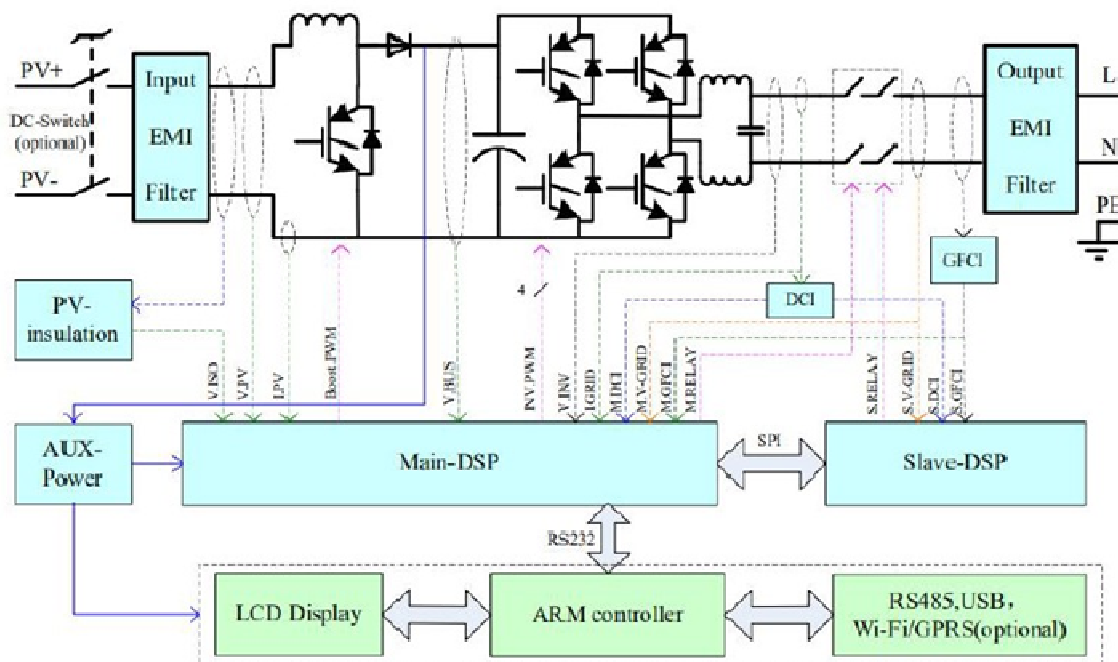 PV+
DC-Switch
(optional)
PV-
Input
EMI
Filter
Output
EMI
Filter
L
N
PE
GFCI
DCI
4
PV-
insulation
V.ISO
V.PV
I.PV
Boost.PWM
V.BUS
INV.PWM
V.INV
I.GRID
M.DCI
M.V-GRID
M.GFCI
M.RELAY
S.RELAY
S.V-GRID
S.DCI
S.GFCI
AUX-
Power
Main-DSP
SPI
Slave-DSP
RS232
LCD Display
ARM controller
RS485,USB,
Wi-Fi/GPRS(optional)